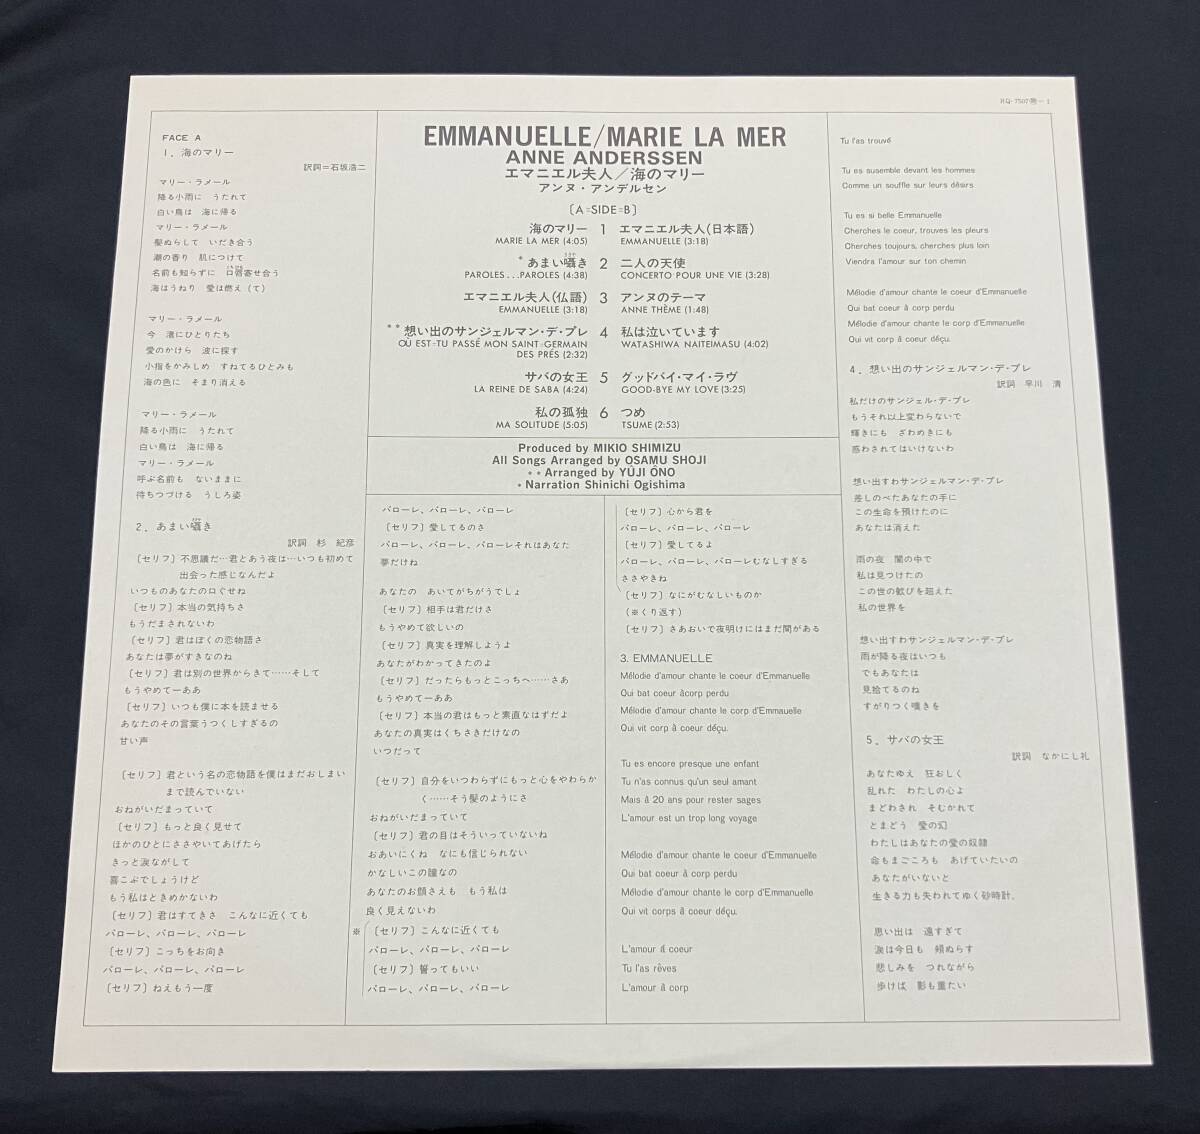 RQ-7507-附-1
EMMANUELLE/MARIE LA MER
ANNE ANDERSSEN
エマニエル夫人/海のマリー
アンヌ・アンデルセン
〔A=SIDE=B〕
海のマリー 1 エマニエル夫人(日本語)
MARIE LA MER (4:05) EMMANUELLE (3:18)
*あまい囁き 2 二人の天使
PAROLES...PAROLES (4:38) CONCERTO POUR UNE VIE (3:28)
エマニエル夫人(仏語) 3 アンヌのテーマ
EMMANUELLE (3:18) ANNE THÈME (1:48)
**想い出のサンジェルマン・デ・プレ 4 私は泣いています
OÙ EST=TU PASSÉ MON SAINT=GERMAIN WATASHIWA NAITEIMASU (4:02)
DES PRÉS (2:32)
サバの女王 5 グッドバイ・マイ・ラヴ
LA REINE DE SABA (4:24) GOOD-BYE MY LOVE (3:25)
私の孤独 6 つめ
MA SOLITUDE (5:05) TSUME (2:53)
Produced by MIKIO SHIMIZU
All Songs Arranged by OSAMU SHOJI
**Arranged by YŪJI ŌNO
*Narration Shinichi Ogishima
FACE A
1. 海のマリー
訳詞=石坂浩二
マリー・ラメール
降る小雨に うたれて
白い鳥は 海に帰る
マリー・ラメール
髪ぬらして いだき合う
潮の香り 肌につけて
名前も知らずに 口唇寄せ合う
海はうねり 愛は燃え(て)
マリー・ラメール
今 渚にひとりたち
愛のかけら 波に探す
小指をかみしめ すねてるひとみも
海の色に そまり消える
マリー・ラメール
降る小雨に うたれて
白い鳥は 海に帰る
マリー・ラメール
呼ぶ名前も ないままに
待ちつづける うしろ姿
2. あまい囁き
訳詞 杉 紀彦
〔セリフ〕不思議だ…君とあう夜は…いつも初めて
出会った感じなんだよ
いつものあなたの口ぐせね
〔セリフ〕本当の気持ちさ
もうだまされないわ
〔セリフ〕君はぼくの恋物語さ
あなたは夢がすきなのね
〔セリフ〕君は別の世界からきて……そして
もうやめてーああ
〔セリフ〕いつも僕に本を読ませる
あなたのその言葉うつくしすぎるの
甘い声
〔セリフ〕君という名の恋物語を僕はまだおしまい
まで読んでいない
おねがいだまっていて
〔セリフ〕もっと良く見せて
ほかのひとにささやいてあげたら
きっと涙ながして
喜こぶでしょうけど
もう私はときめかないわ
〔セリフ〕君はすてきさ こんなに近くても
パローレ、パローレ、パローレ
〔セリフ〕こっちをお向き
パローレ、パローレ、パローレ
〔セリフ〕ねえもう一度
パローレ、パローレ、パローレ
〔セリフ〕愛してるのさ
パローレ、パローレ、パローレそれはあなた
夢だけね
あなたの あいてがちがうでしょ
〔セリフ〕相手は君だけさ
もうやめて欲しいの
〔セリフ〕真実を理解しようよ
あなたがわかってきたのよ
〔セリフ〕だったらもっとこっちへ……さあ
もうやめてーああ
〔セリフ〕本当の君はもっと素直なはずだよ
あなたの真実はくちさきだけなの
いつだって
〔セリフ〕自分をいつわらずにもっと心をやわらか
く……そう髪のようにさ
おねがいだまっていて
〔セリフ〕君の目はそういっていないね
おあいにくね なにも信じられない
かなしいこの瞳なの
あなたのお顔さえも もう私は
良く見えないわ
※〔セリフ〕こんなに近くても
パローレ、パローレ、パローレ
〔セリフ〕誓ってもいい
パローレ、パローレ、パローレ
〔セリフ〕心から君を
パローレ、パローレ、パローレ
〔セリフ〕愛してるよ
パローレ、パローレ、パローレむなしすぎる
ささやきね
〔セリフ〕なにがむなしいものか
(※くり返す)
〔セリフ〕さあおいで夜明けにはまだ間がある
3. EMMANUELLE
Mélodie d'amour chante le coeur d'Emmanuelle
Qui bat coeur àcorp perdu
Mélodie d'amour chante le corp d'Emmauelle
Qui vit corp à coeur déçu.
Tu es encore presque une enfant
Tu n'as connus qu'un seul amant
Mais à 20 ans pour rester sages
L'amour est un trop long voyage
Mélodie d'amour chante le coeur d'Emmanuelle
Qui bat coeur à corp perdu
Mélodie d'amour chante le corp d'Emmanuelle
Qui vit corps à coeur deçu.
L'amour à coeur
Tu l'as rêves
L'amour à corp
Tu l'as trouvé
Tu es susemble devant les hommes
Comme un souffle sur leurs désirs
Tu es si belle Emmanuelle
Cherches le coeur, trouves les pleurs
Cherches toujours, cherches plus loin
Viendra l'amour sur ton chemin
Mélodie d'amour chante le coeur d'Emmanuelle
Qui bat coeur à corp perdu
Mélodie d'amour chante le corp d'Emmanuelle
Qui vit corp à coeur déçu.
4. 想い出のサンジェルマン・デ・プレ
訳詞 早川 清
私だけのサンジェル・デ・プレ
もうそれ以上変わらないで
輝きにも ざわめきにも
惑わされてはいけないわ
想い出すわサンジェルマン・デ・プレ
差しのべたあなたの手に
この生命を預けたのに
あなたは消えた
雨の夜 闇の中で
私は見つけたの
この世の歓びを超えた
私の世界を
想い出すわサンジェルマン・デ・プレ
雨が降る夜はいつも
でもあなたは
見捨てるのね
すがりつく嘆きを
5. サバの女王
訳詞 なかにし礼
あなたゆえ 狂おしく
乱れた わたしの心よ
まどわされ そむかれて
とまどう 愛の幻
わたしはあなたの愛の奴隷
命もまごころも あげていたいの
あなたがいないと
生きる力も失われてゆく砂時計.
思い出は 遠すぎて
涙は今日も 頬ぬらす
悲しみを つれながら
歩けば 影も重たい